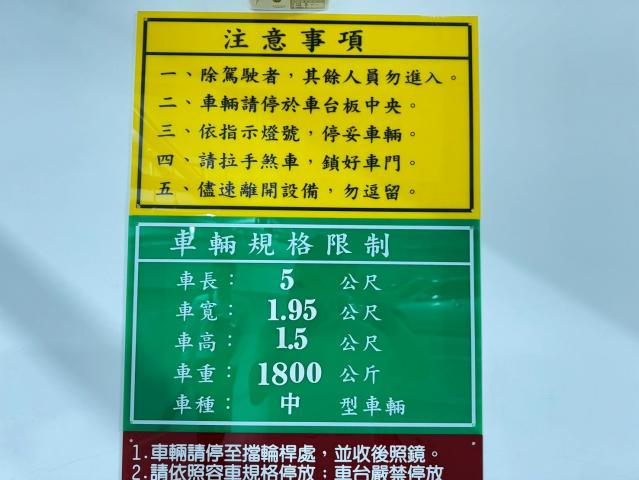 注意事項
一、除駕駛者，其餘人員勿進入。
二、車輛請停於車台板中央。
三、依指示燈號，停妥車輛。
四、請拉手煞車，鎖好車門。
五、儘速離開設備，勿逗留。
車輛規格限制
車長： 5 公尺
車寬： 1.95 公尺
車高： 1.5 公尺
車重： 1800 公斤
車種： 中 型車輛
1.車輛請停至擋輪桿處，並收後照鏡。
2.請依照容車規格停放；車台嚴禁停放